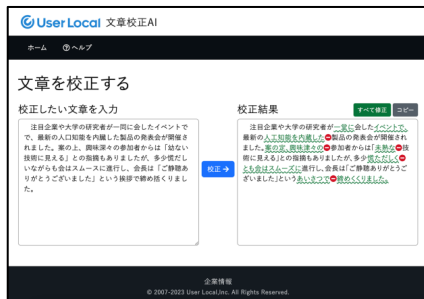 User Local 文章校正AI
ホーム ヘルプ
文章を校正する
校正したい文章を入力
注目企業や大学の研究者が一同に会したイベントで
で、最新の人口知能を内臓した製品の発表会が開催さ
れました。案の上、興味深々の参加者からは「幼ない
技術に見える」との指摘もありましたが、多少慌だし
いながらも会はスムースに進行し、会長は「ご静聴あ
りがとうございました」という挨拶で締め括りまし
た。
校正
校正結果
すべて修正 コピー
注目企業や大学の研究者が一堂に会したイベントで、
最新の人工知能を内蔵した製品の発表会が開催され
ました。案の定、興味津々の参加者からは「未熟な技
術に見える」との指摘もありましたが、多少慌ただしく
とも会はスムーズに進行し、会長は「ご静聴ありがとうご
ざいました」というあいさつで締めくくりました。
企業情報
© 2007-2023 User Local,Inc. All Rights Reserved.